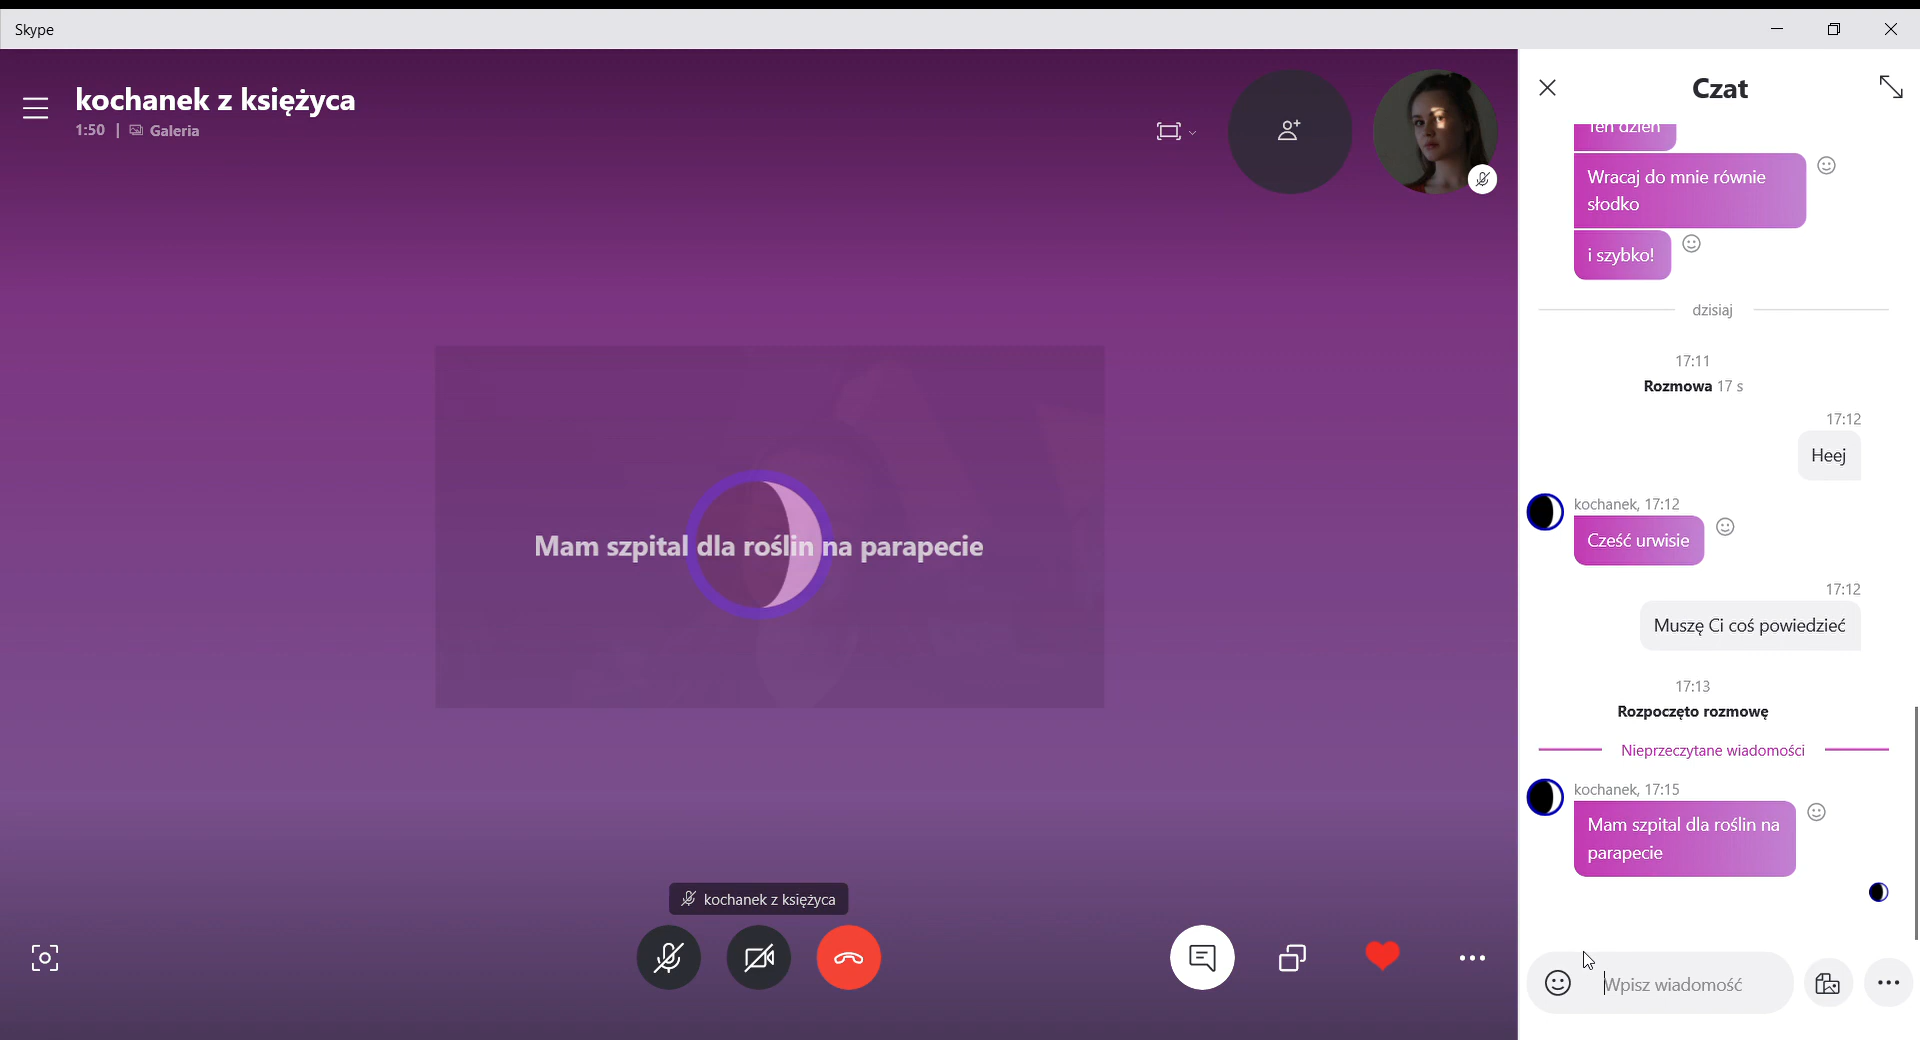 Skype
kochanek z księżyca
1:50 | Galeria
Mam szpital dla roślin na parapecie
kochanek z księżyca
Czat
Ten dzień
Wracaj do mnie równie
słodko
i szybko!
dzisiaj
17:11
Rozmowa 17 s
17:12
Heej
kochanek, 17:12
Cześć urwisie
17:12
Muszę Ci coś powiedzieć
17:13
Rozpoczęto rozmowę
Nieprzeczytane wiadomości
kochanek, 17:15
Mam szpital dla roślin na
parapecie
Wpisz wiadomość